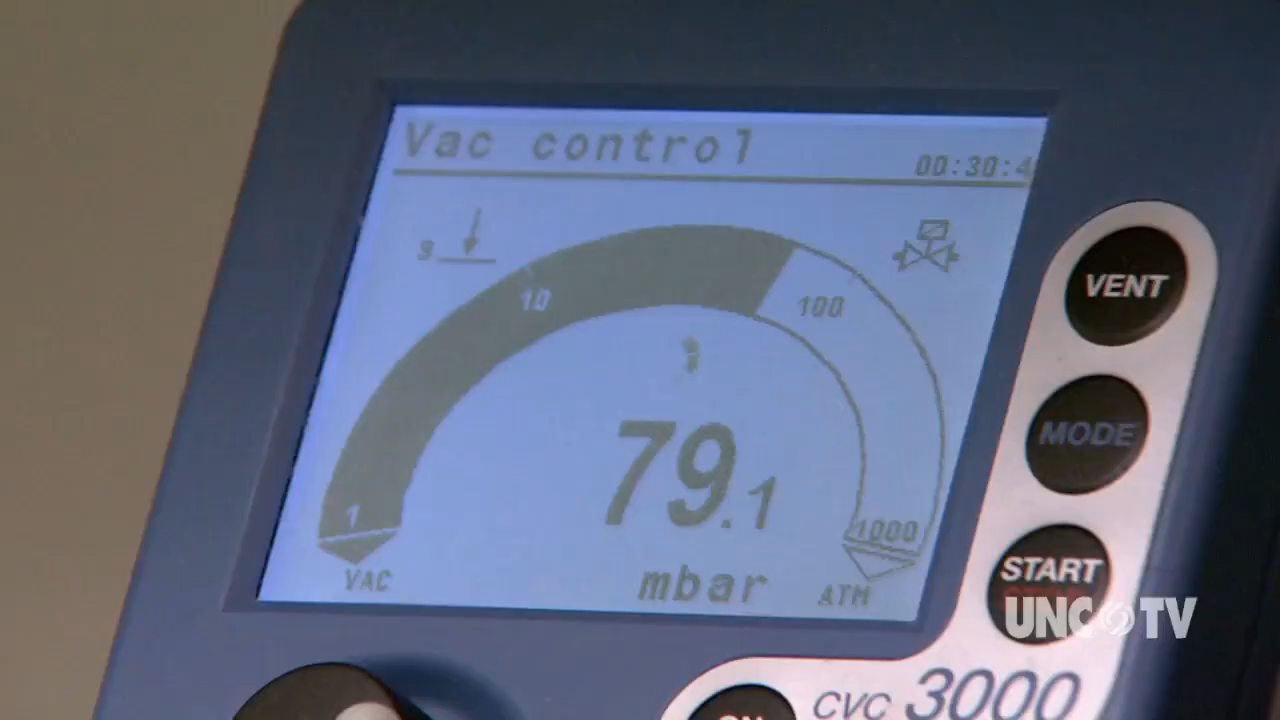 Vac control
00:30:4
9
10
100
VENT
MODE
79.1
1
1000
START
VAC
mbar
ATM
UNC TV
CVC 3000
ON